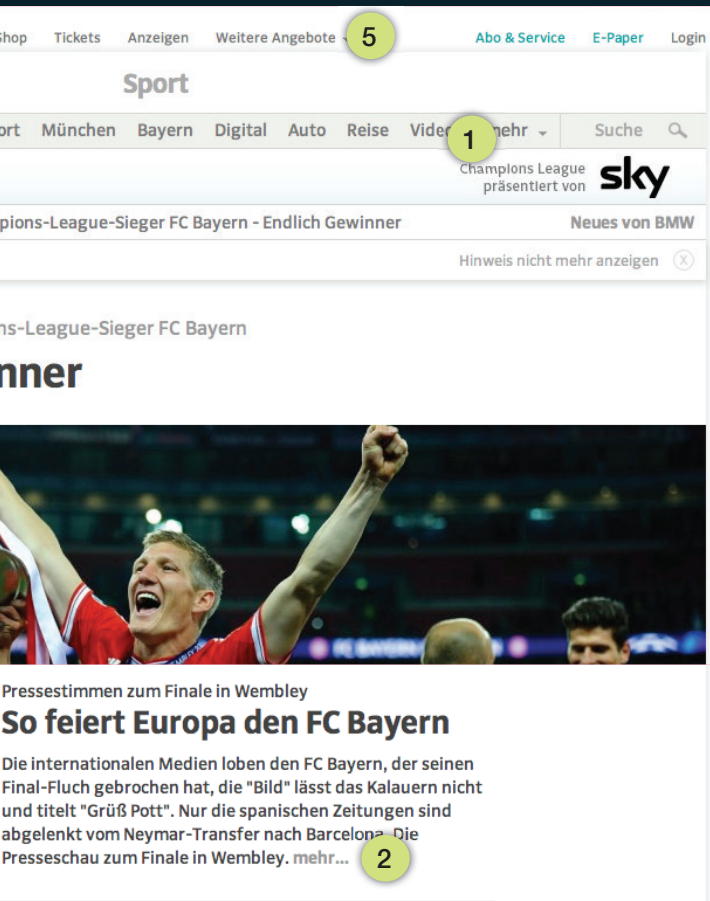 Shop Tickets Anzeigen Weitere Angebote 5 Abo & Service E-Paper Login
Sport
ort München Bayern Digital Auto Reise Video 1 mehr Suche
Champions League
präsentiert von sky
pions-League-Sieger FC Bayern - Endlich Gewinner Neues von BMW
Hinweis nicht mehr anzeigen X
ns-League-Sieger FC Bayern
nner
FC BAYERN
Pressestimmen zum Finale in Wembley
So feiert Europa den FC Bayern
Die internationalen Medien loben den FC Bayern, der seinen
Final-Fluch gebrochen hat, die "Bild" lässt das Kalauern nicht
und titelt "Grüß Pott". Nur die spanischen Zeitungen sind
abgelenkt vom Neymar-Transfer nach Barcelona. Die
Presseschau zum Finale in Wembley. mehr... 2